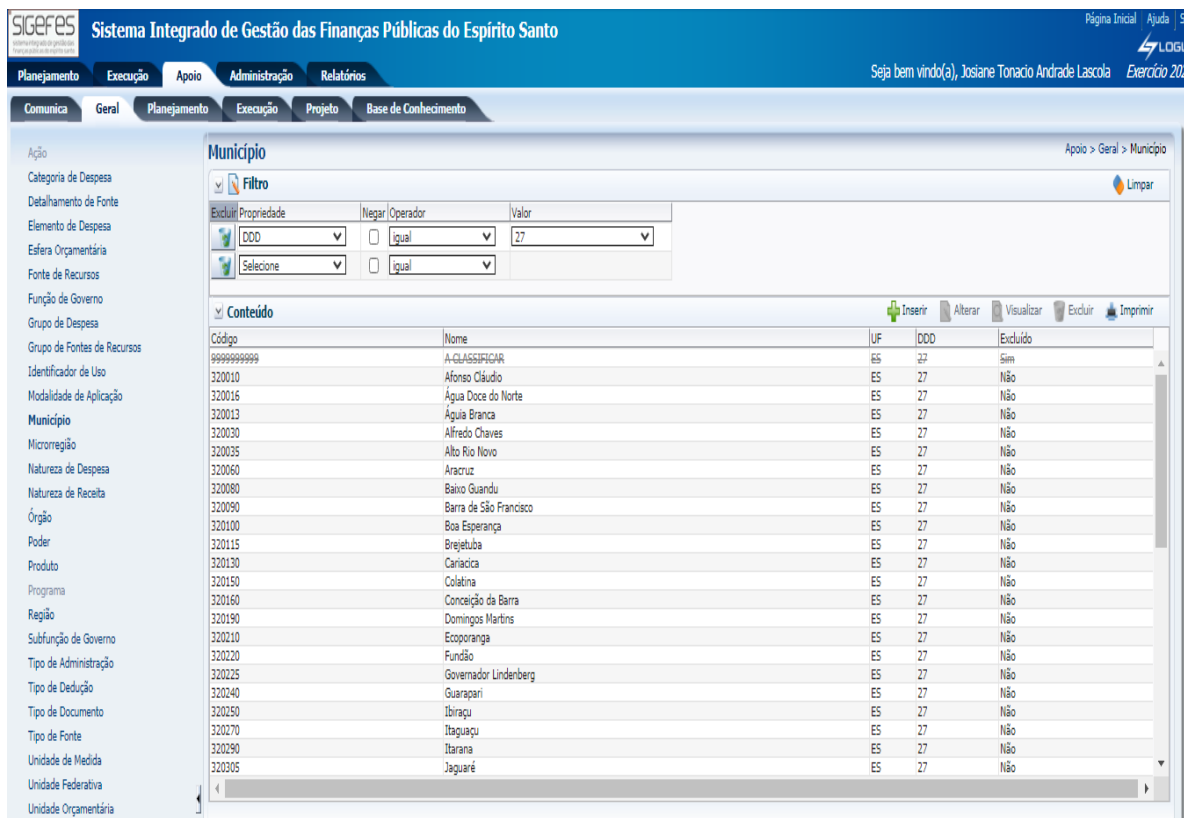 SIGEFES
Sistema Integrado de Gestão das Finanças Públicas do Espírito Santo
Página Inicial Ajuda
Planejamento Execução Apoio Administração Relatórios
Seja bem vindo(a), Josiane Tonacio Andrade Lascola Exercício 202
Comunica Geral Planejamento Execução Projeto Base de Conhecimento
Ação
Categoria de Despesa
Detalhamento de Fonte
Elemento de Despesa
Esfera Orçamentária
Fonte de Recursos
Função de Governo
Grupo de Despesa
Grupo de Fontes de Recursos
Identificador de Uso
Modalidade de Aplicação
Município
Microrregião
Natureza de Despesa
Natureza de Receita
Órgão
Poder
Produto
Programa
Região
Subfunção de Governo
Tipo de Administração
Tipo de Dedução
Tipo de Documento
Tipo de Fonte
Unidade de Medida
Unidade Federativa
Unidade Orçamentária
Município
Apoio > Geral > Município
Filtro
Limpar
Excluir Propriedade Negar Operador Valor
DDD igual 27
Selecione igual
Conteúdo
Inserir Alterar Visualizar Excluir Imprimir
Código Nome UF DDD Excluído
9999999999 A CLASSIFICAR ES 27 Sim
320010 Afonso Cláudio ES 27 Não
320016 Água Doce do Norte ES 27 Não
320013 Águia Branca ES 27 Não
320030 Alfredo Chaves ES 27 Não
320035 Alto Rio Novo ES 27 Não
320060 Aracruz ES 27 Não
320080 Baixo Guandu ES 27 Não
320090 Barra de São Francisco ES 27 Não
320100 Boa Esperança ES 27 Não
320115 Brejetuba ES 27 Não
320130 Cariacica ES 27 Não
320150 Colatina ES 27 Não
320160 Conceição da Barra ES 27 Não
320190 Domingos Martins ES 27 Não
320210 Ecoporanga ES 27 Não
320220 Fundão ES 27 Não
320225 Governador Lindenberg ES 27 Não
320240 Guarapari ES 27 Não
320250 Ibiraçu ES 27 Não
320270 Itaguaçu ES 27 Não
320290 Itarana ES 27 Não
320305 Jaguaré ES 27 Não